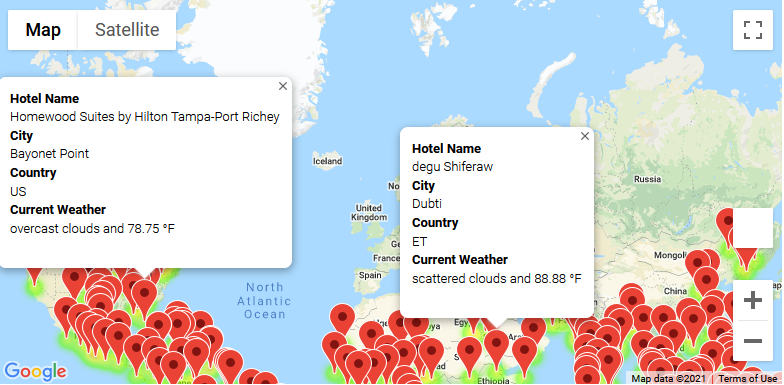 Map
Satellite
Hotel Name
Homewood Suites by Hilton Tampa-Port Richey
City
Bayonet Point
Country
US
Current Weather
overcast clouds and 78.75 °F
Hotel Name
degu Shiferaw
City
Dubti
Country
ET
Current Weather
scattered clouds and 88.88 °F
Iceland
United
Kingdom
Spain
Russia
North
Atlantic
Ocean
Ethiopia
Google
Map data ©2021
Terms of Use